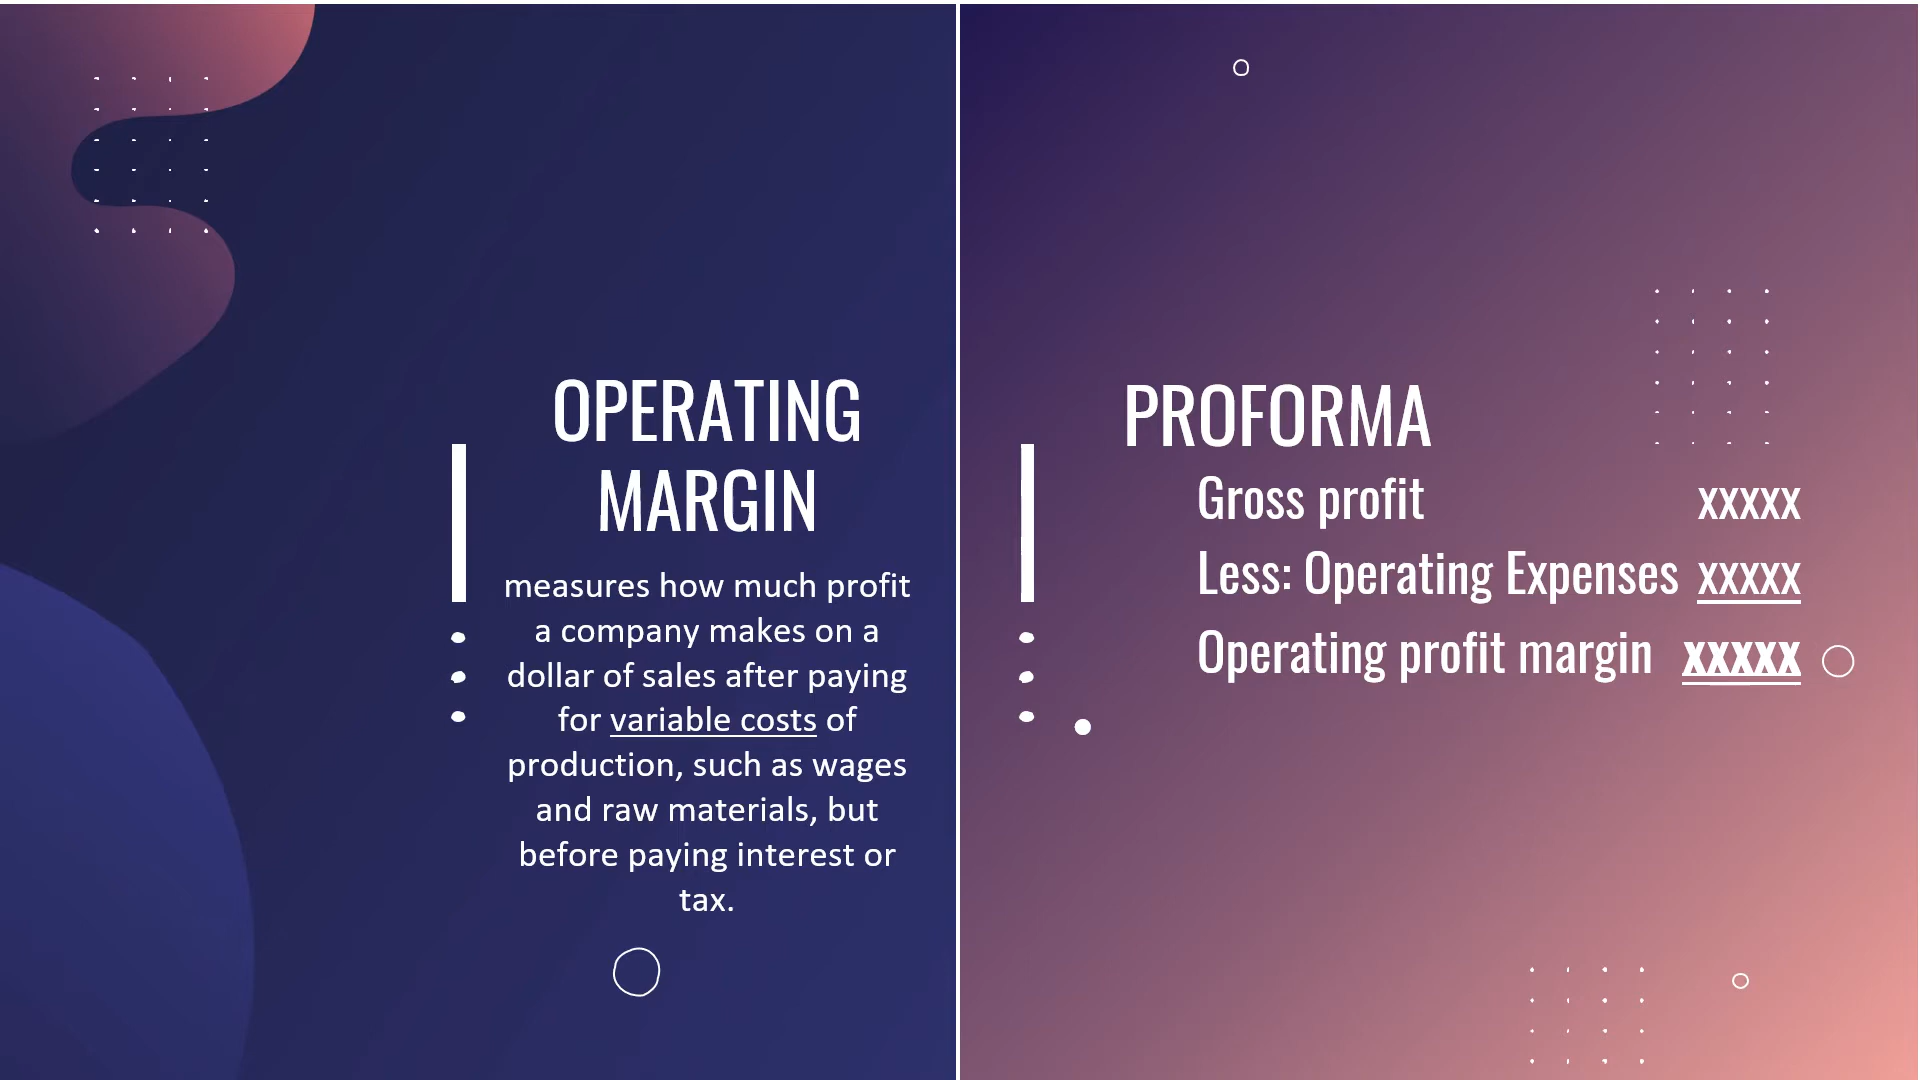 OPERATING
MARGIN
measures how much profit
a company makes on a
dollar of sales after paying
for variable costs of
production, such as wages
and raw materials, but
before paying interest or
tax.
PROFORMA
Gross profit xxxxx
Less: Operating Expenses xxxxx
Operating profit margin xxxxx